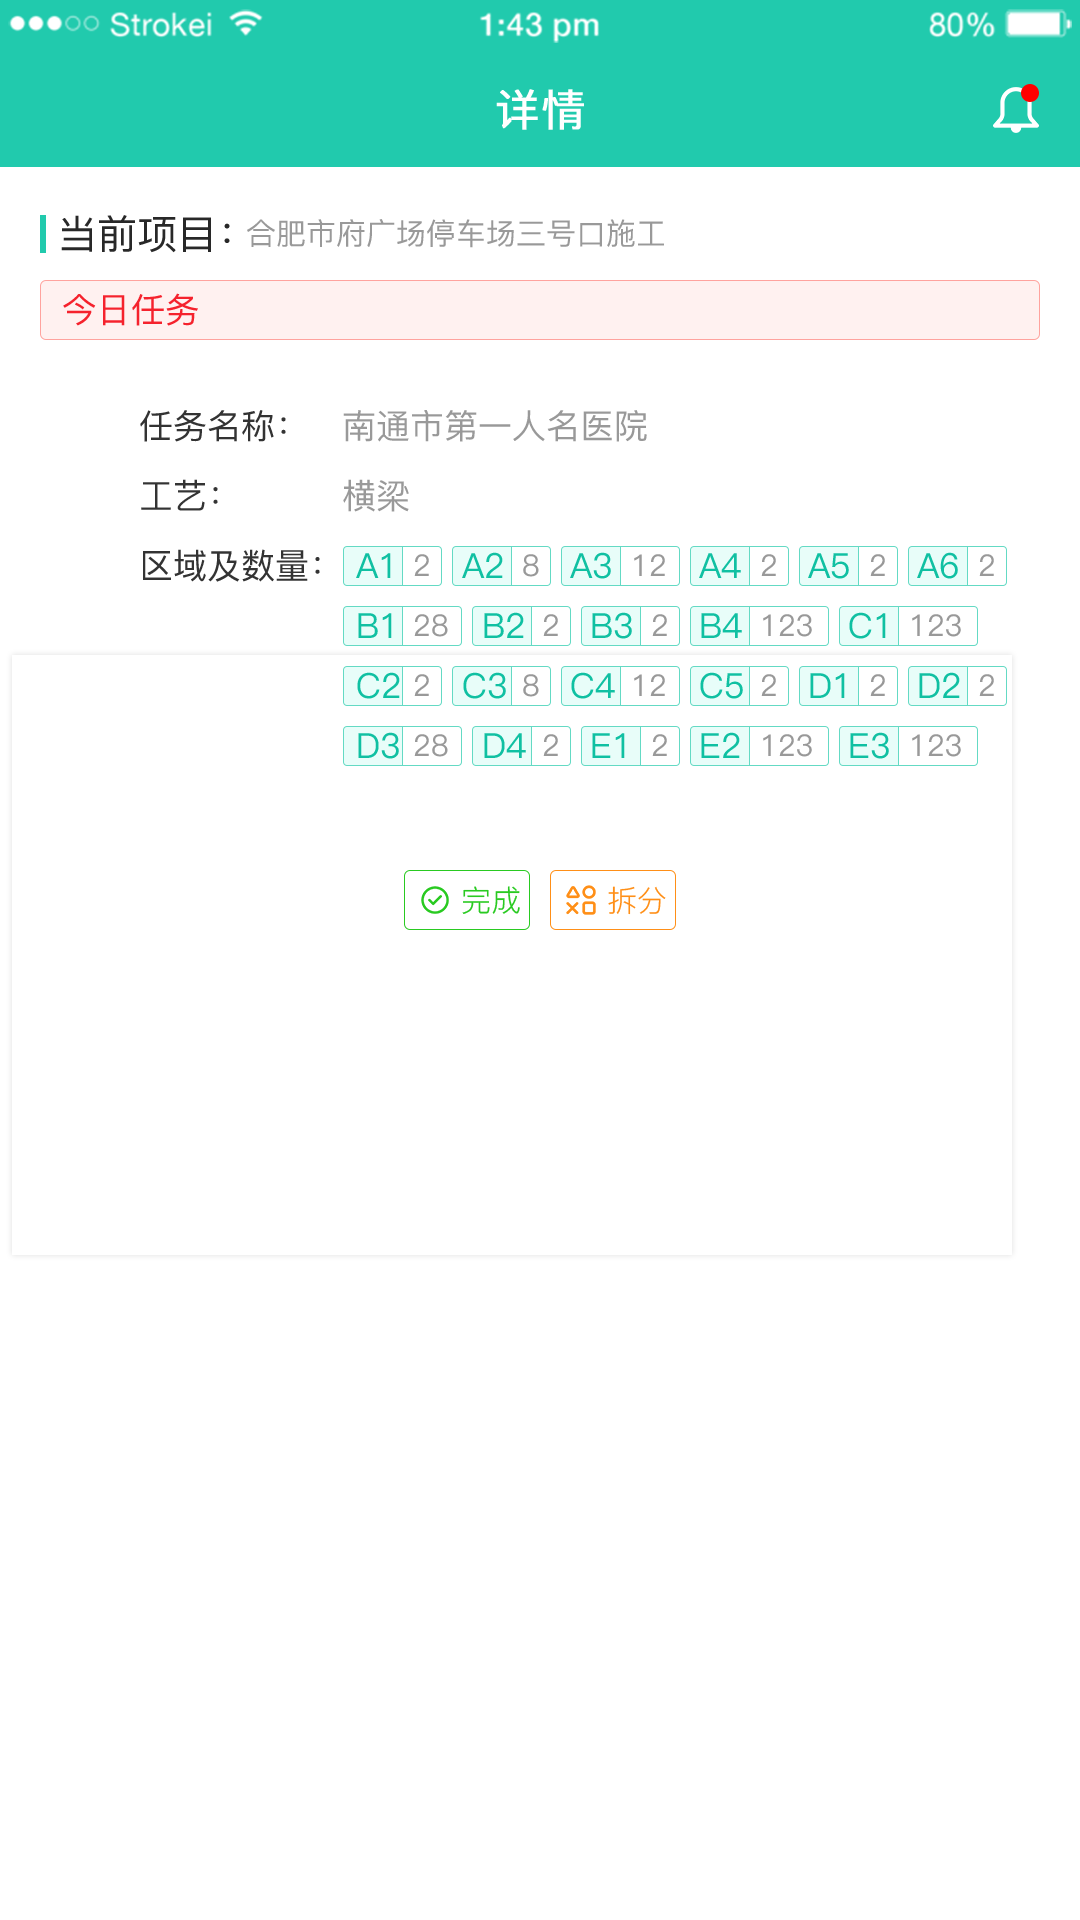 Strokei 1:43 pm 80%
详情
当前项目：合肥市府广场停车场三号口施工
今日任务
任务名称： 南通市第一人名医院
工艺： 横梁
区域及数量： A1 2 A2 8 A3 12 A4 2 A5 2 A6 2
B1 28 B2 2 B3 2 B4 123 C1 123
C2 2 C3 8 C4 12 C5 2 D1 2 D2 2
D3 28 D4 2 E1 2 E2 123 E3 123
完成 拆分